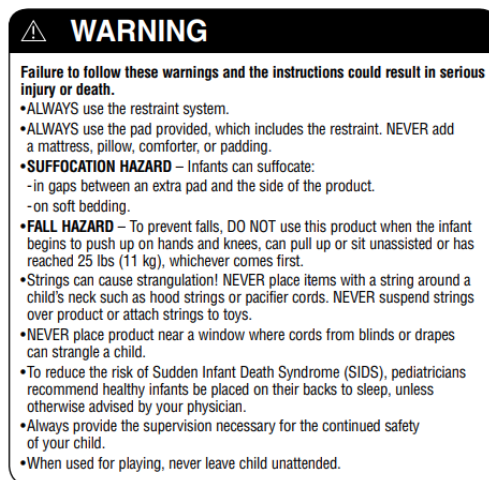 WARNING
Failure to follow these warnings and the instructions could result in serious
injury or death.
•ALWAYS use the restraint system.
•ALWAYS use the pad provided, which includes the restraint. NEVER add
a mattress, pillow, comforter, or padding.
•SUFFOCATION HAZARD – Infants can suffocate:
-in gaps between an extra pad and the side of the product.
-on soft bedding.
•FALL HAZARD – To prevent falls, DO NOT use this product when the infant
begins to push up on hands and knees, can pull up or sit unassisted or has
reached 25 lbs (11 kg), whichever comes first.
•Strings can cause strangulation! NEVER place items with a string around a
child's neck such as hood strings or pacifier cords. NEVER suspend strings
over product or attach strings to toys.
•NEVER place product near a window where cords from blinds or drapes
can strangle a child.
•To reduce the risk of Sudden Infant Death Syndrome (SIDS), pediatricians
recommend healthy infants be placed on their backs to sleep, unless
otherwise advised by your physician.
•Always provide the supervision necessary for the continued safety
of your child.
•When used for playing, never leave child unattended.